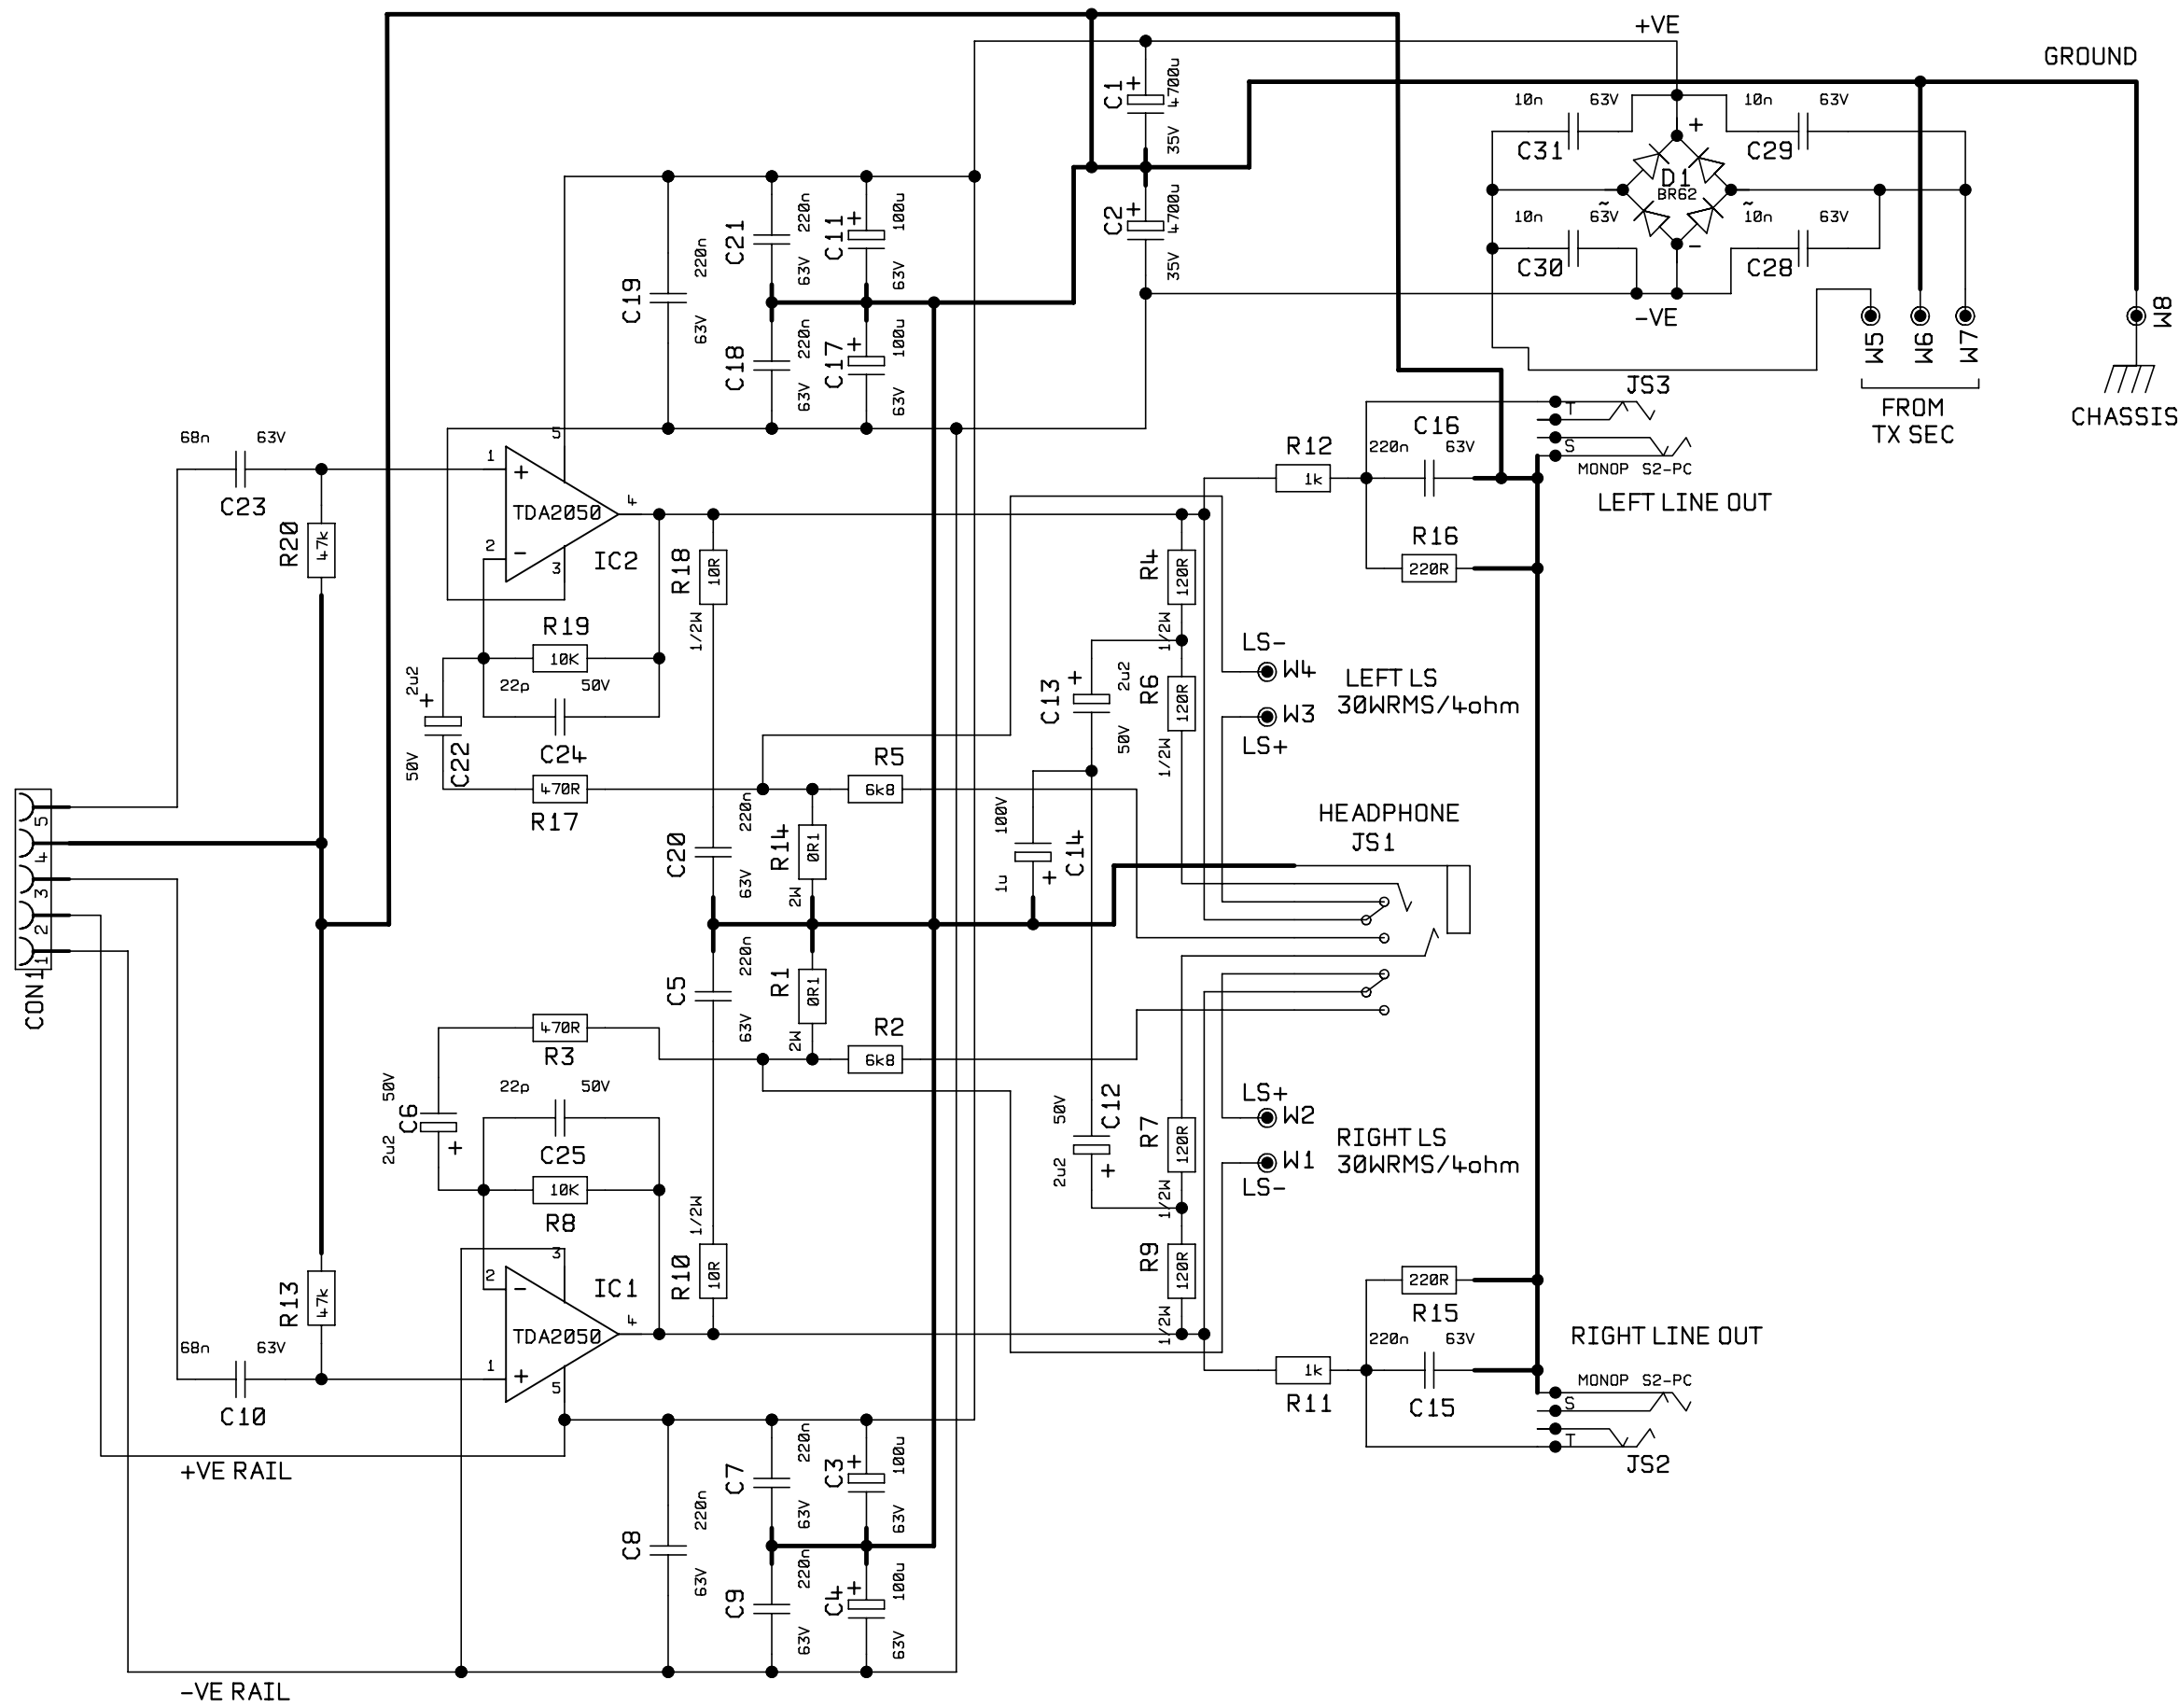 +VE
GROUND
C1
+
4700u
35V
C2
+
4700u
35V
10n 63V
C31
10n 63V
C29
+
D1
BR62
~ ~
10n 63V
C30
10n 63V
C28
-
-VE
W5
W6
W7
W8
FROM
TX SEC
CHASSIS
C19
220n
63V
C21
220n
63V
C11
+
100u
63V
C18
220n
63V
C17
+
100u
63V
68n 63V
C23
R20
47k
5
1
+
TDA2050
4
2
-
3
IC2
R19
10K
22p 50V
C24
2u2
+
50V
C22
470R
R17
R18
10R
1/2W
C20
220n
63V
R14
0R1
2W
R5
6k8
C13
+
2u2
50V
C14
100V
1u
+
R4
120R
1/2W
R6
120R
1/2W
R12
1k
C16
220n 63V
R16
220R
JS3
T
S
MONOP S2-PC
LEFT LINE OUT
LS-
W4
W3
LS+
LEFT LS
30WRMS/4ohm
HEADPHONE
JS1
5
4
3
2
1
CON1
C5
220n
63V
R1
0R1
2W
R2
6k8
470R
R3
50V
C6
2u2
+
22p 50V
C25
10K
R8
R10
10R
1/2W
3
2
-
TDA2050
4
1
+
5
IC1
R13
47k
68n 63V
C10
C12
50V
2u2
+
R7
120R
1/2W
R9
120R
1/2W
LS+
W2
W1
LS-
RIGHT LS
30WRMS/4ohm
220R
R15
220n 63V
C15
1k
R11
RIGHT LINE OUT
MONOP S2-PC
S
T
JS2
+VE RAIL
C8
220n
63V
C7
220n
63V
C3
+
100u
63V
C9
220n
63V
C4
+
100u
63V
-VE RAIL